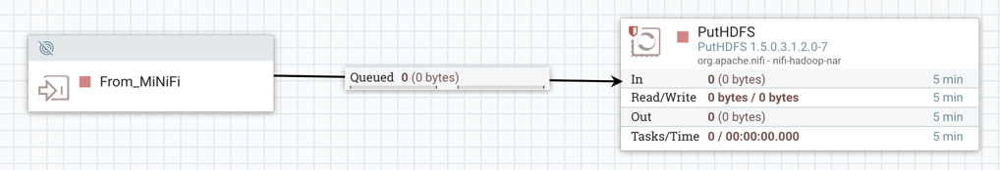 From_MiNiFi
Queued 0 (0 bytes)
PutHDFS
PutHDFS 1.5.0.3.1.2.0-7
org.apache.nifi - nifi-hadoop-nar
In 0 (0 bytes) 5 min
Read/Write 0 bytes / 0 bytes 5 min
Out 0 (0 bytes) 5 min
Tasks/Time 0 / 00:00:00.000 5 min